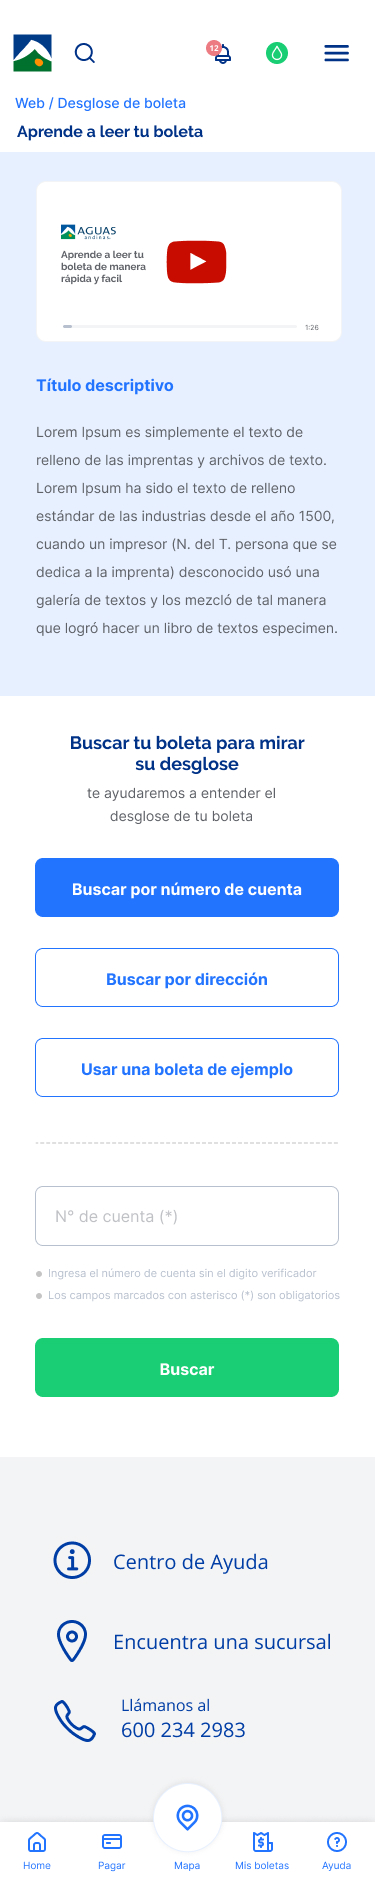 12
Web / Desglose de boleta
Aprende a leer tu boleta
AGUAS
andinas.
Aprende a leer tu
boleta de manera
rápida y facil
1:26
Título descriptivo
Lorem Ipsum es simplemente el texto de
relleno de las imprentas y archivos de texto.
Lorem Ipsum ha sido el texto de relleno
estándar de las industrias desde el año 1500,
cuando un impresor (N. del T. persona que se
dedica a la imprenta) desconocido usó una
galería de textos y los mezcló de tal manera
que logró hacer un libro de textos especimen.
Buscar tu boleta para mirar
su desglose
te ayudaremos a entender el
desglose de tu boleta
Buscar por número de cuenta
Buscar por dirección
Usar una boleta de ejemplo
N° de cuenta (*)
Ingresa el número de cuenta sin el digito verificador
Los campos marcados con asterisco (*) son obligatorios
Buscar
Centro de Ayuda
Encuentra una sucursal
Llámanos al
600 234 2983
Home Pagar Mapa Mis boletas Ayuda